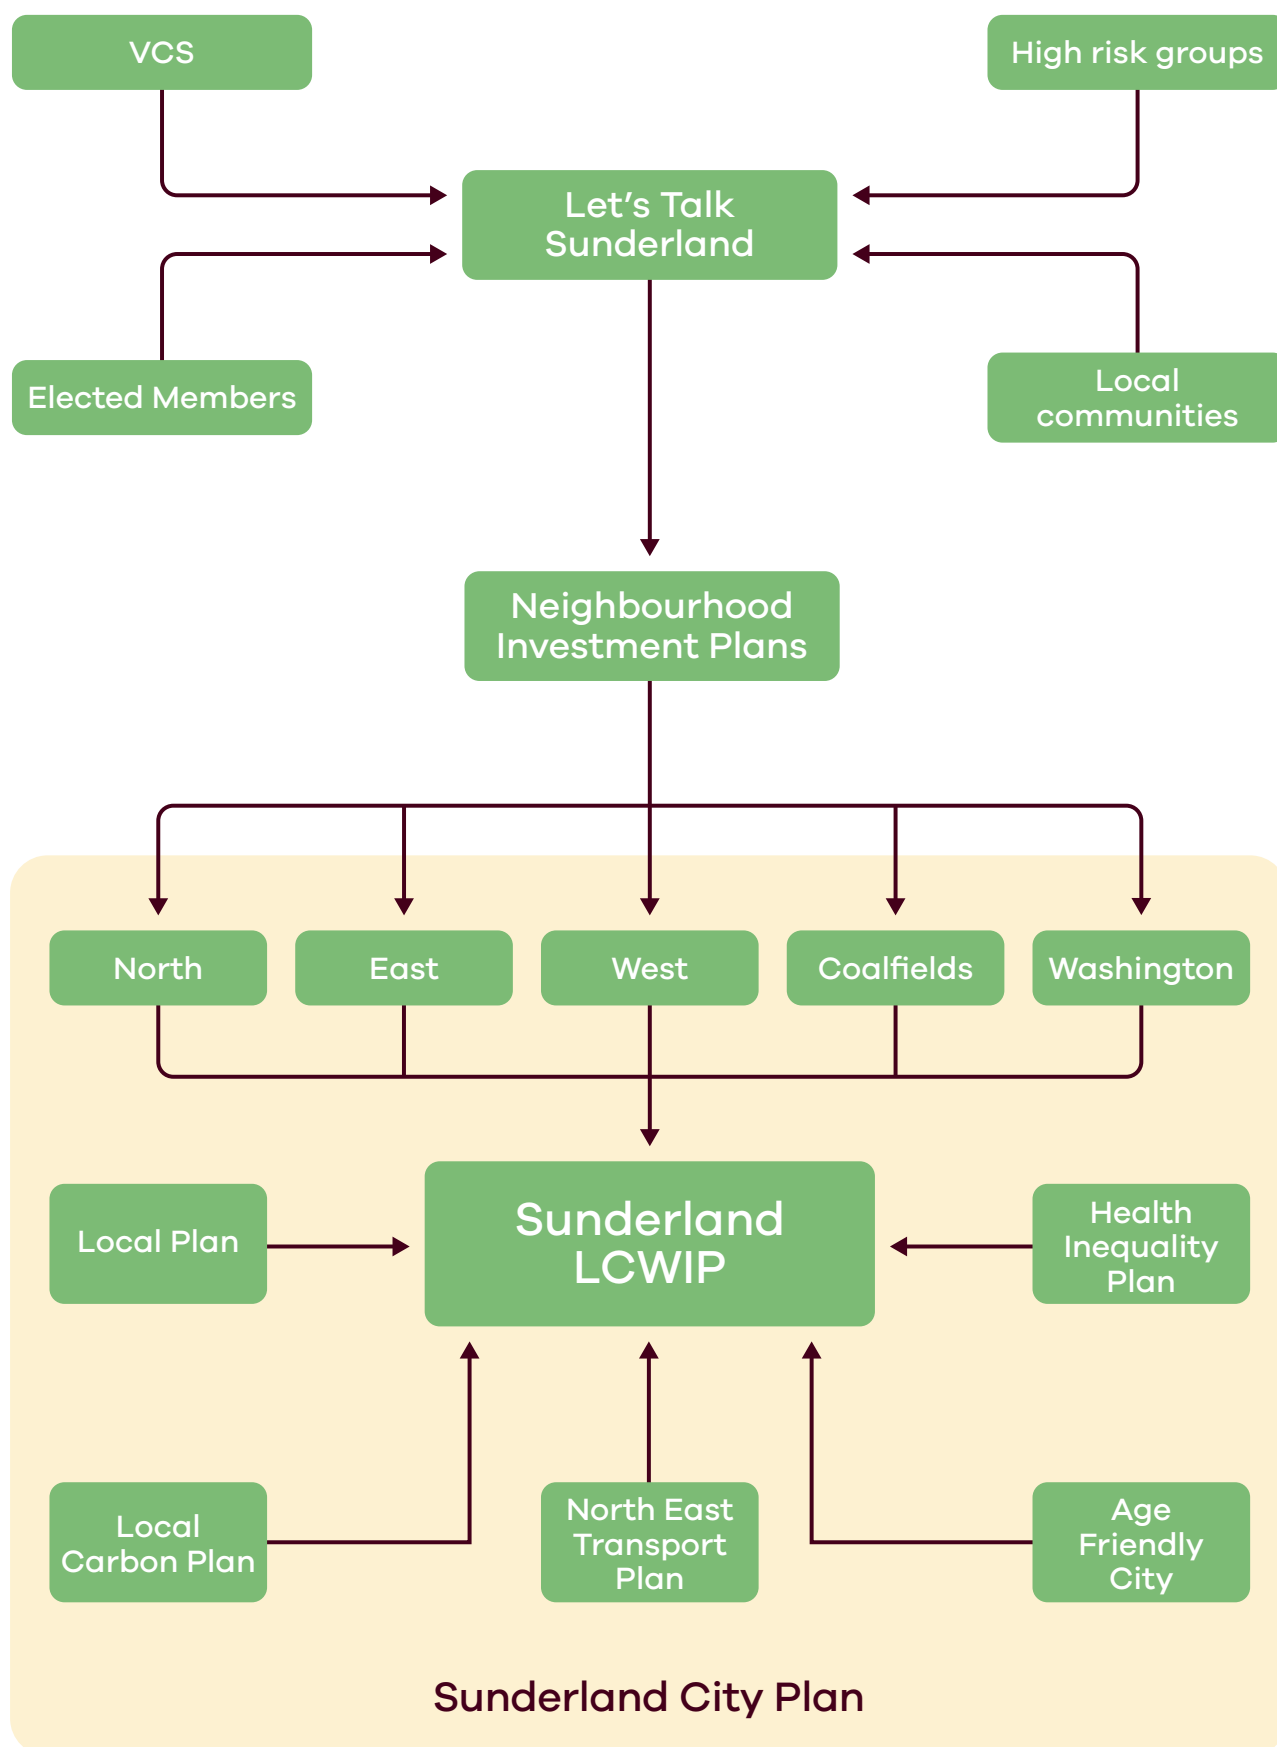 VCS
High risk groups
Let’s Talk
Sunderland
Elected Members
Local
communities
Neighbourhood
Investment Plans
North
East
West
Coalfields
Washington
Sunderland
LCWIP
Local Plan
Health
Inequality
Plan
Local
Carbon Plan
North East
Transport
Plan
Age
Friendly
City
Sunderland City Plan